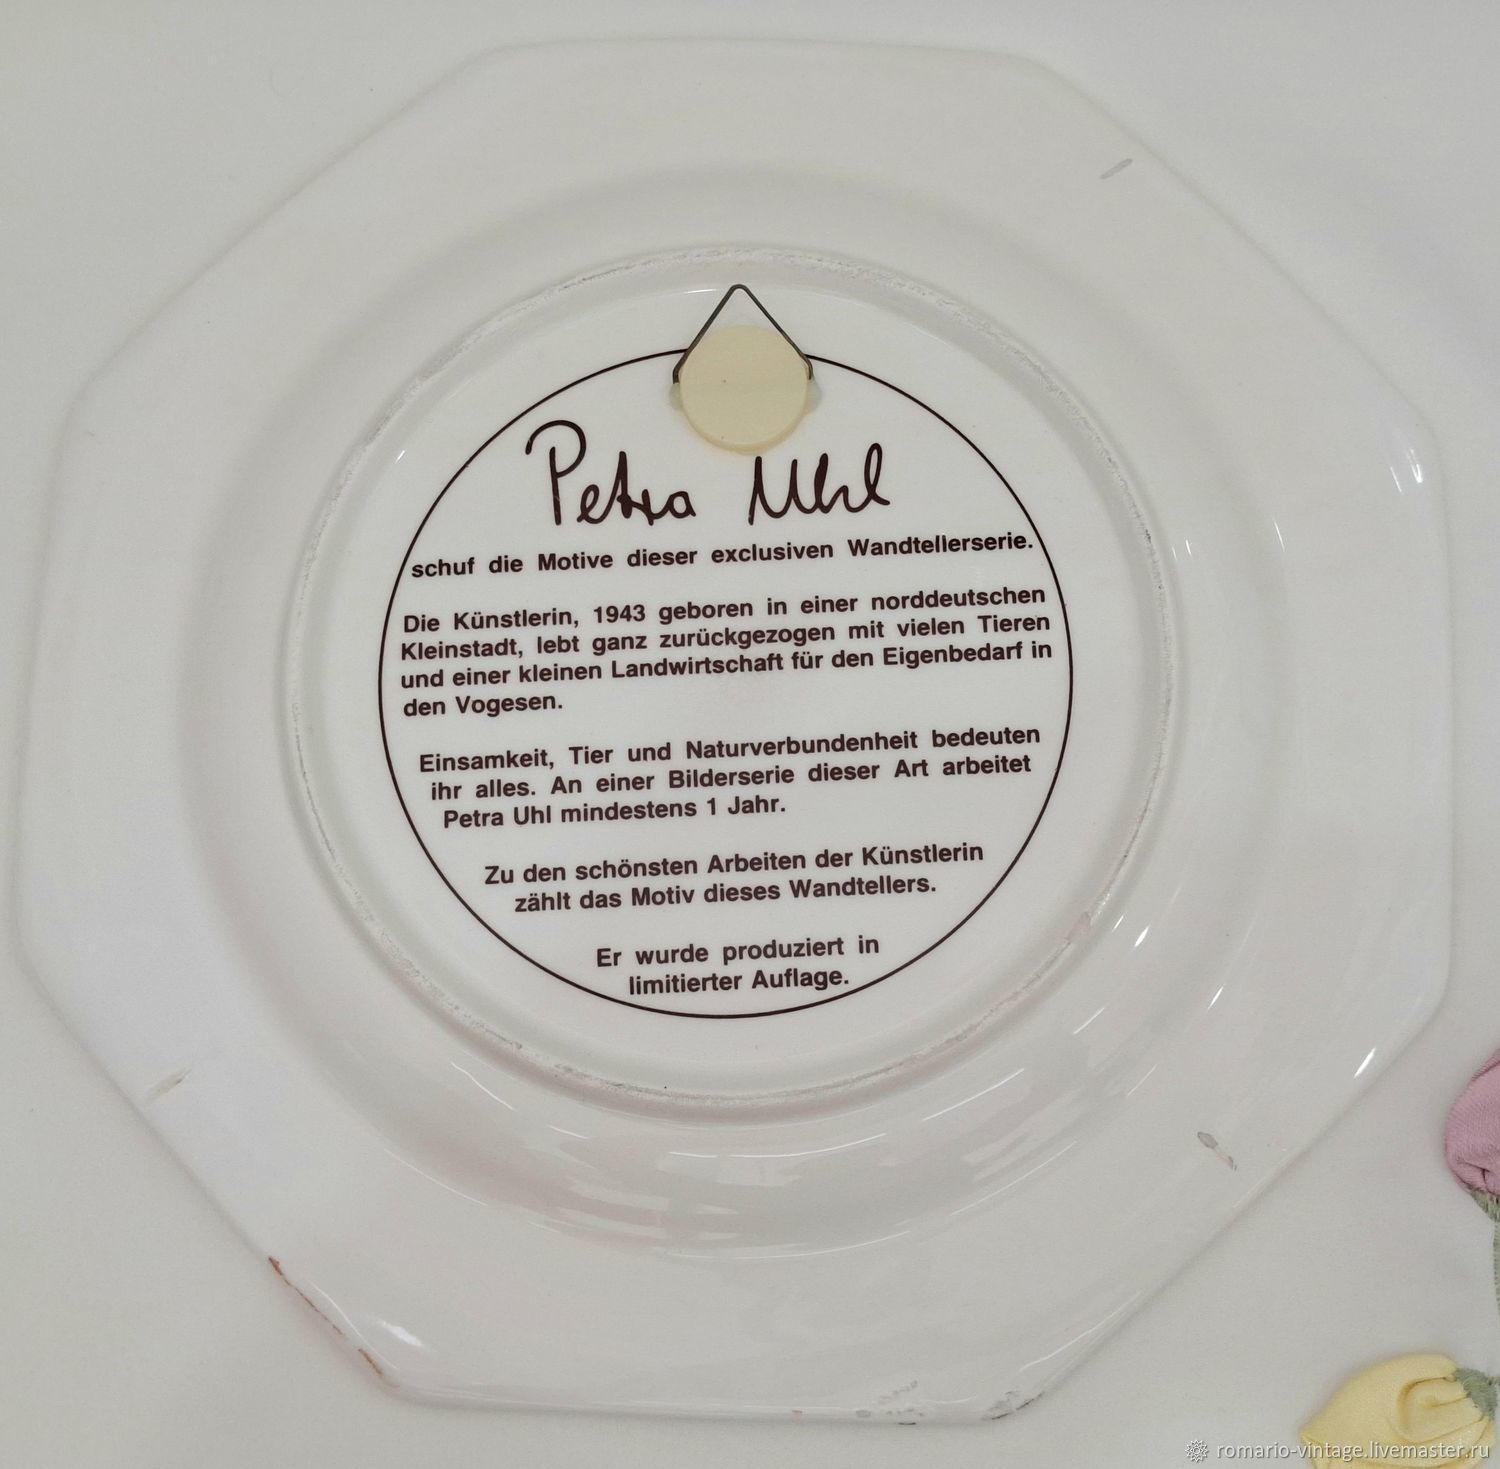 Petra Uhl
schuf die Motive dieser exclusiven Wandtellerserie.
Die Künstlerin, 1943 geboren in einer norddeutschen
Kleinstadt, lebt ganz zurückgezogen mit vielen Tieren
und einer kleinen Landwirtschaft für den Eigenbedarf in
den Vogesen.
Einsamkeit, Tier und Naturverbundenheit bedeuten
ihr alles. An einer Bilderserie dieser Art arbeitet
Petra Uhl mindestens 1 Jahr.
Zu den schönsten Arbeiten der Künstlerin
zählt das Motiv dieses Wandtellers.
Er wurde produziert in
limitierter Auflage.
romario-vintage.livemaster.ru